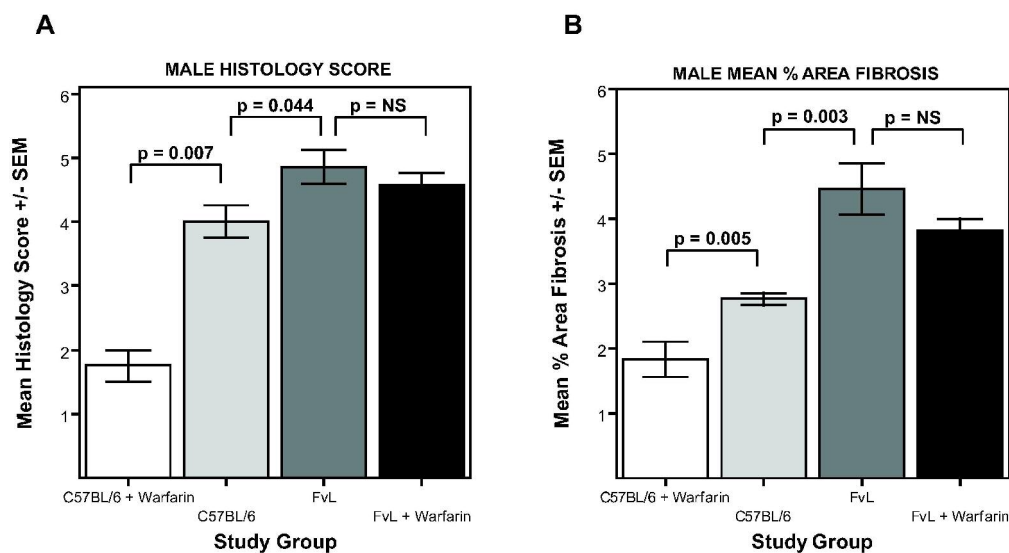 A
MALE HISTOLOGY SCORE
Mean Histology Score +/- SEM
6
5
4
3
2
1
p = 0.007
p = 0.044
p = NS
C57BL/6 + Warfarin
C57BL/6
FvL
FvL + Warfarin
Study Group
B
MALE MEAN % AREA FIBROSIS
Mean % Area Fibrosis +/- SEM
6
5
4
3
2
1
p = 0.005
p = 0.003
p = NS
C57BL/6 + Warfarin
C57BL/6
FvL
FvL + Warfarin
Study Group